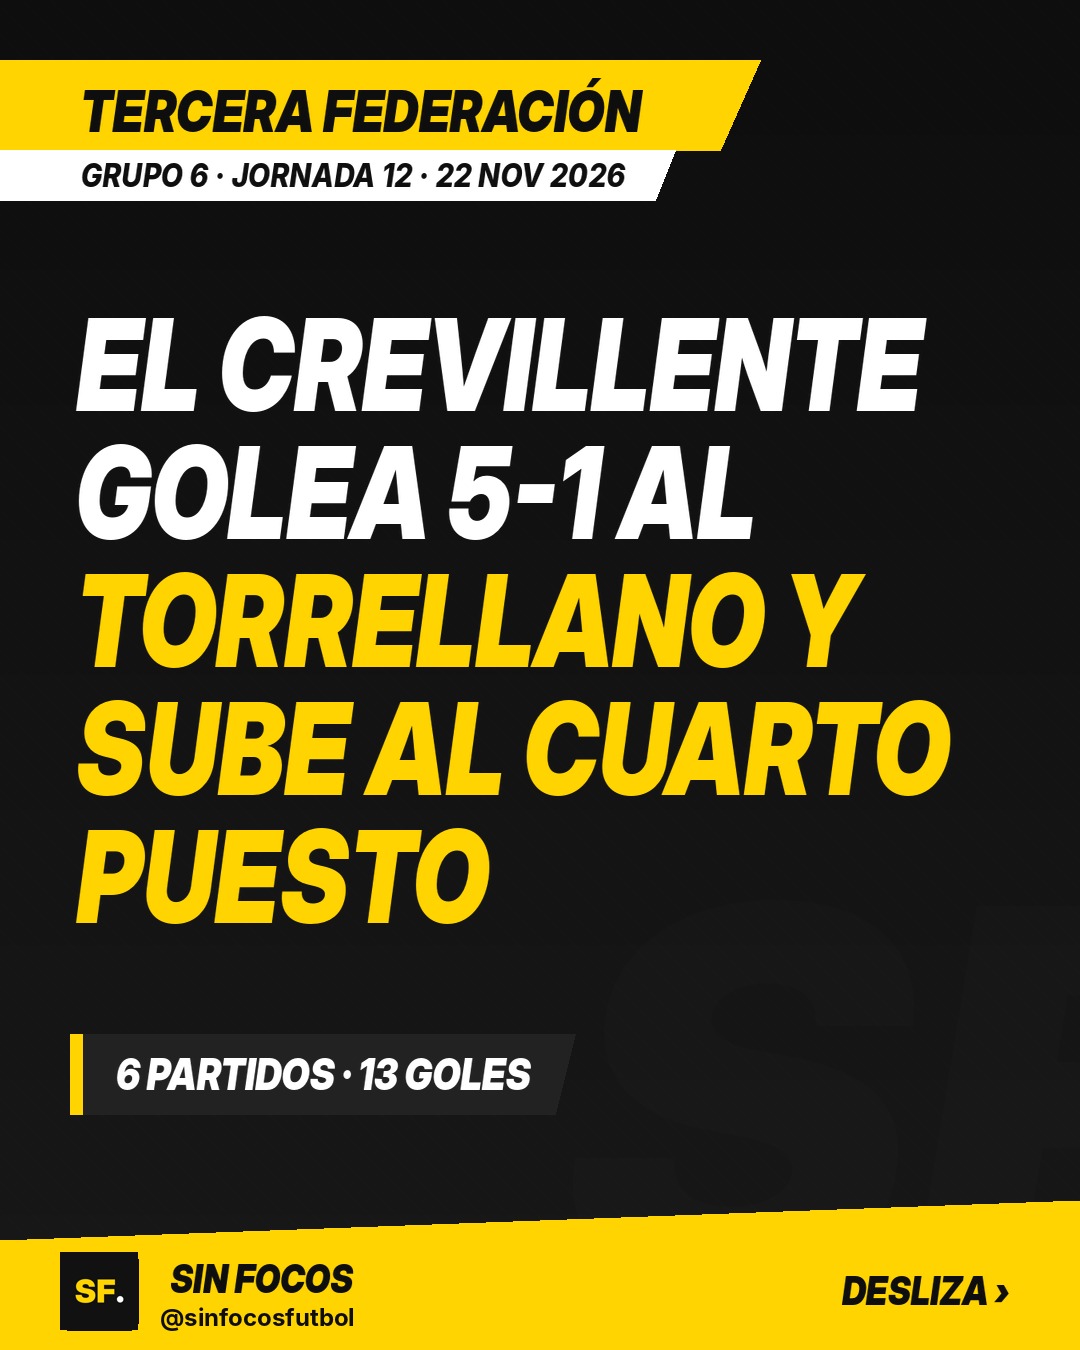 TERCERA FEDERACIÓN
GRUPO 6 · JORNADA 12 · 22 NOV 2026
EL CREVILLENTE
GOLEA 5-1 AL
TORRELLANO Y
SUBE AL CUARTO
PUESTO
6 PARTIDOS · 13 GOLES
SF.
SIN FOCOS
@sinfocosfutbol
DESLIZA ›